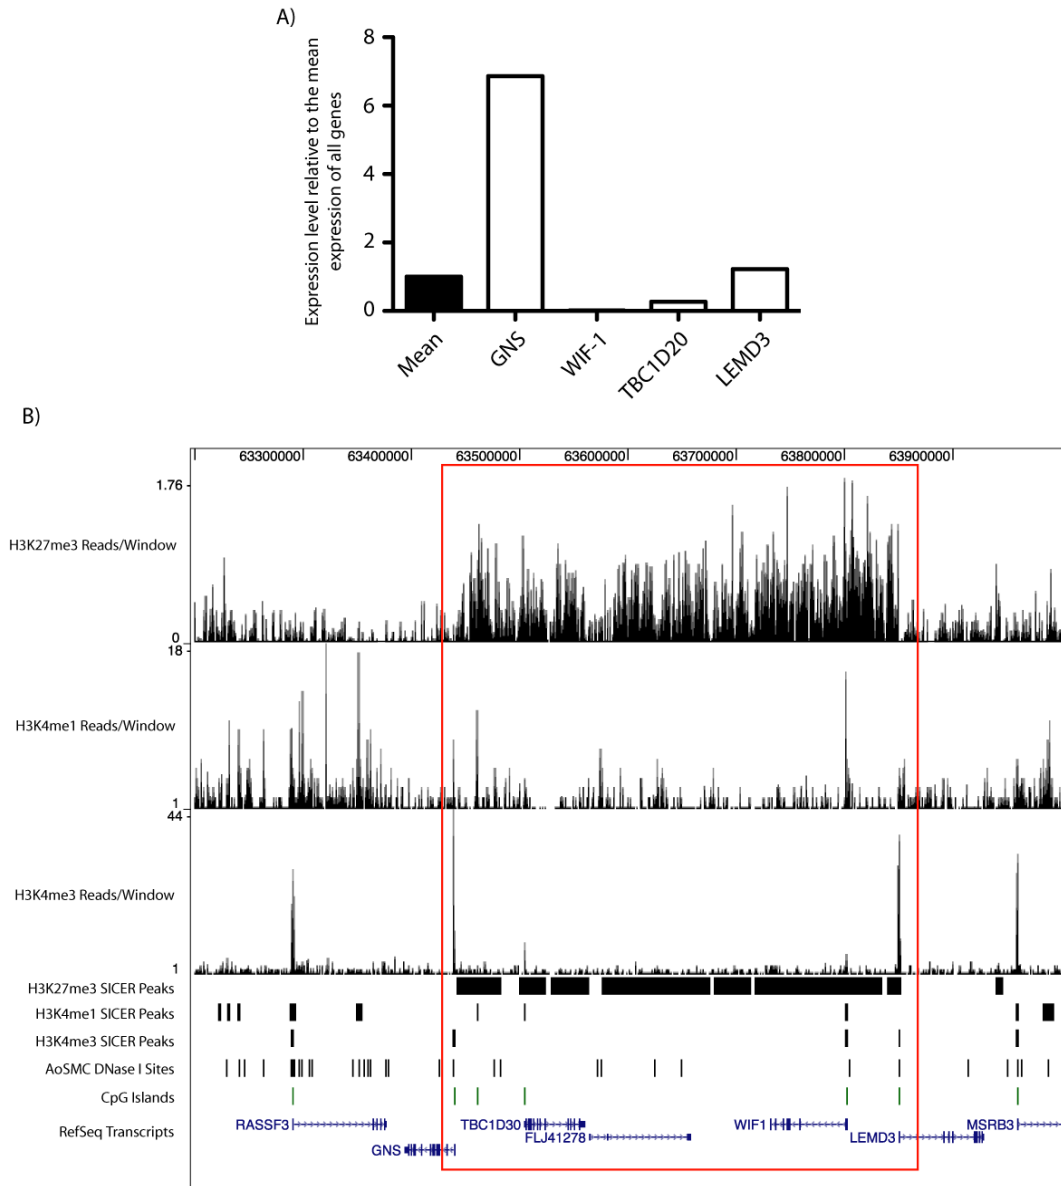 A)
Expression level relative to the mean
expression of all genes
8
6
4
2
0
Mean
GNS
WIF-1
TBC1D20
LEMD3
B)
63300000 63400000 63500000 63600000 63700000 63800000 63900000
1.76
H3K27me3 Reads/Window
0
18
H3K4me1 Reads/Window
1
44
H3K4me3 Reads/Window
1
H3K27me3 SICER Peaks
H3K4me1 SICER Peaks
H3K4me3 SICER Peaks
AoSMC DNase I Sites
CpG Islands
RefSeq Transcripts
RASSF3 TBC1D30 WIF1 MSRB3
FLJ41278 LEMD3
GNS